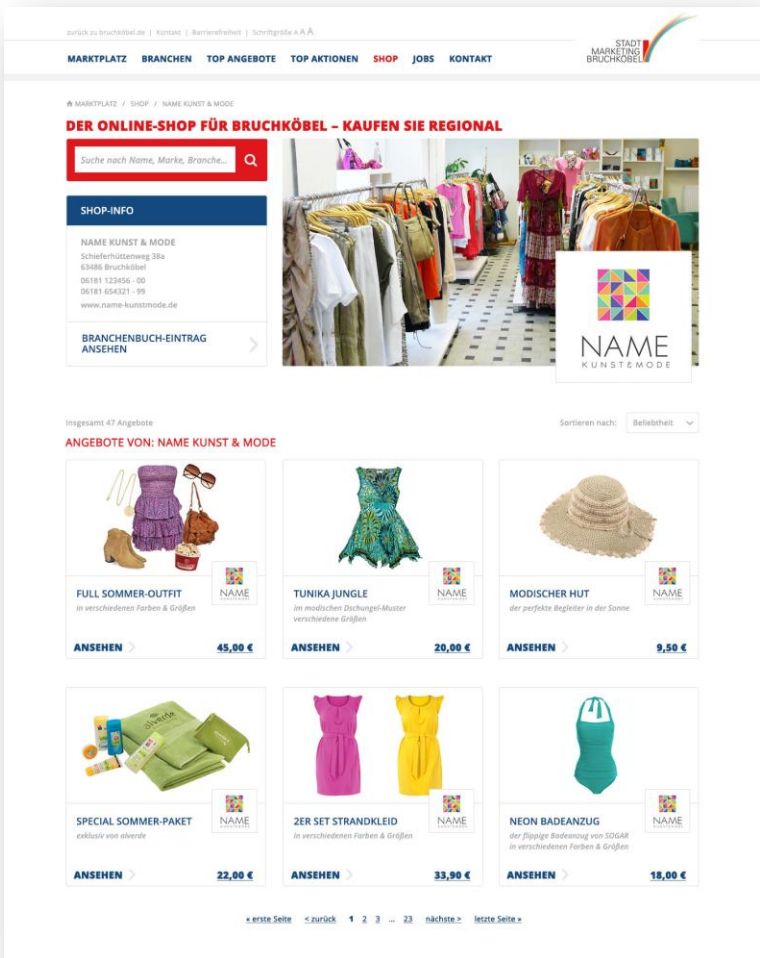 zurück zu bruchköbel.de | Kontakt | Barrierefreiheit | Schriftgröße A A A
MARKTPLATZ BRANCHEN TOP ANGEBOTE TOP AKTIONEN SHOP JOBS KONTAKT
STADT
MARKETING
BRUCHKÖBEL
MARKTPLATZ / SHOP / NAME KUNST & MODE
DER ONLINE-SHOP FÜR BRUCHKÖBEL – KAUFEN SIE REGIONAL
Suche nach Name, Marke, Branche...
SHOP-INFO
NAME KUNST & MODE
Schieferhüttenweg 38a
63486 Bruchköbel
06181 123456 - 00
06181 654321 - 99
www.name-kunstmode.de
BRANCHENBUCH-EINTRAG
ANSEHEN
NAME
KUNST&MODE
Insgesamt 47 Angebote
Sortieren nach: Beliebtheit
ANGEBOTE VON: NAME KUNST & MODE
NAME
FULL SOMMER-OUTFIT
in verschiedenen Farben & Größen
ANSEHEN 45,00 €
NAME
TUNIKA JUNGLE
im modischen Dschungel-Muster
verschiedene Größen
ANSEHEN 20,00 €
NAME
MODISCHER HUT
der perfekte Begleiter in der Sonne
ANSEHEN 9,50 €
alverde
NAME
SPECIAL SOMMER-PAKET
exklusiv von alverde
ANSEHEN 22,00 €
NAME
2ER SET STRANDKLEID
in verschiedenen Farben & Größen
ANSEHEN 33,90 €
NAME
NEON BADEANZUG
der flippige Badeanzug von SOGAR
in verschiedenen Farben & Größen
ANSEHEN 18,00 €
« erste Seite < zurück 1 2 3 ... 23 nächste > letzte Seite »